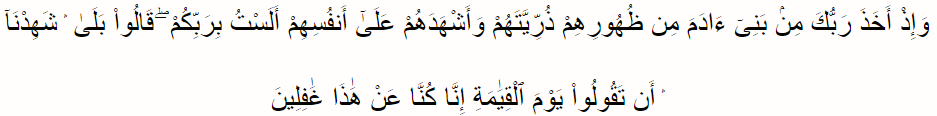 وَإِذْ أَخَذَ رَبُّكَ مِنۢ بَنِىٓ ءَادَمَ مِن ظُهُورِهِمْ ذُرِّيَّتَهُمْ وَأَشْهَدَهُمْ عَلَىٰٓ أَنفُسِهِمْ أَلَسْتُ بِرَبِّكُمْ ۖ قَالُوا۟ بَلَىٰ ۛ شَهِدْنَآ
ۛ أَن تَقُولُوا۟ يَوْمَ ٱلْقِيَٰمَةِ إِنَّا كُنَّا عَنْ هَٰذَا غَٰفِلِينَ